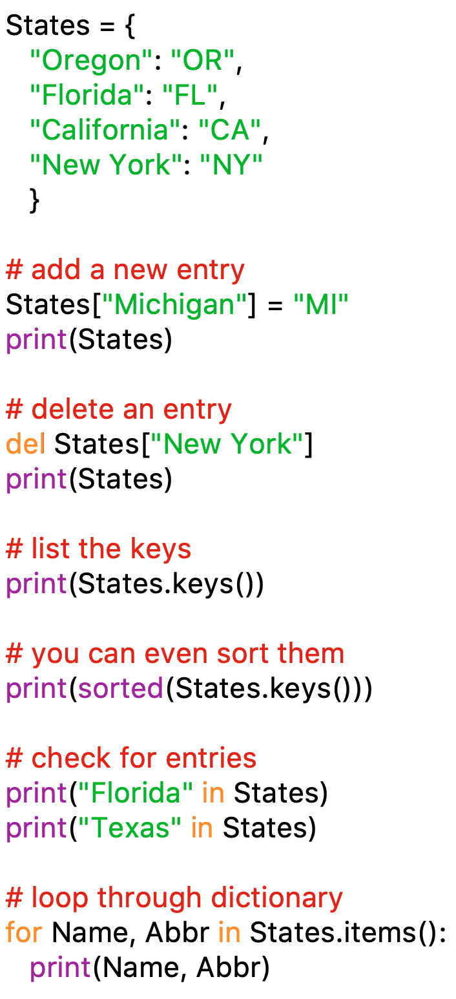 States = {
   "Oregon": "OR",
   "Florida": "FL",
   "California": "CA",
   "New York": "NY"
   }

# add a new entry
States["Michigan"] = "MI"
print(States)

# delete an entry
del States["New York"]
print(States)

# list the keys
print(States.keys())

# you can even sort them
print(sorted(States.keys()))

# check for entries
print("Florida" in States)
print("Texas" in States)

# loop through dictionary
for Name, Abbr in States.items():
   print(Name, Abbr)